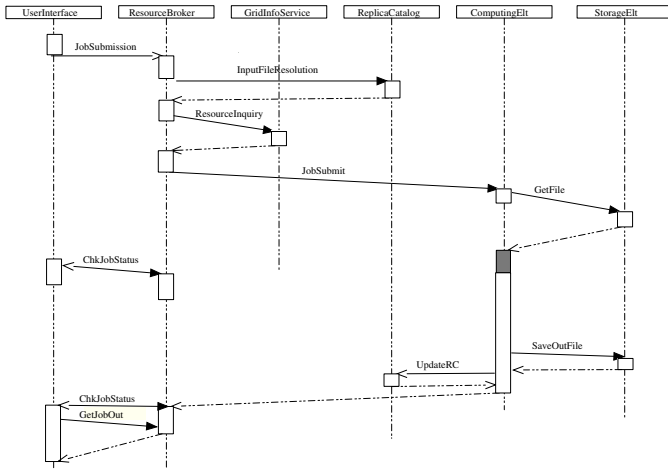 UserInterface
ResourceBroker
GridInfoService
ReplicaCatalog
ComputingElt
StorageElt
JobSubmission
InputFileResolution
ResourceInquiry
JobSubmit
GetFile
ChkJobStatus
SaveOutFile
UpdateRC
ChkJobStatus
GetJobOut